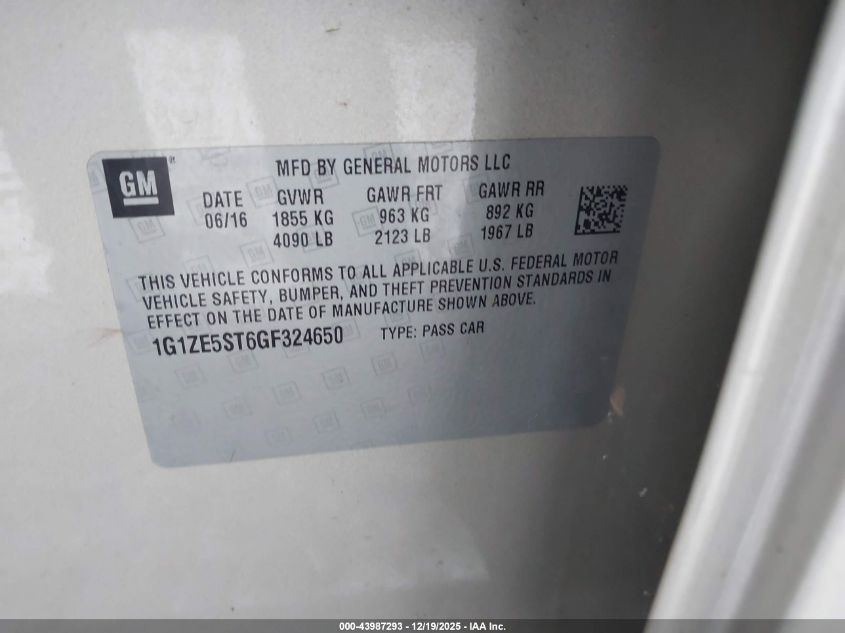 GM
MFD BY GENERAL MOTORS LLC
DATE GVWR GAWR FRT GAWR RR
06/16 1855 KG 963 KG 892 KG
4090 LB 2123 LB 1967 LB
THIS VEHICLE CONFORMS TO ALL APPLICABLE U.S. FEDERAL MOTOR
VEHICLE SAFETY, BUMPER, AND THEFT PREVENTION STANDARDS IN
EFFECT ON THE DATE OF MANUFACTURE SHOWN ABOVE.
1G1ZE5ST6GF324650 TYPE: PASS CAR
000-43987293 - 12/19/2025 - IAA Inc.